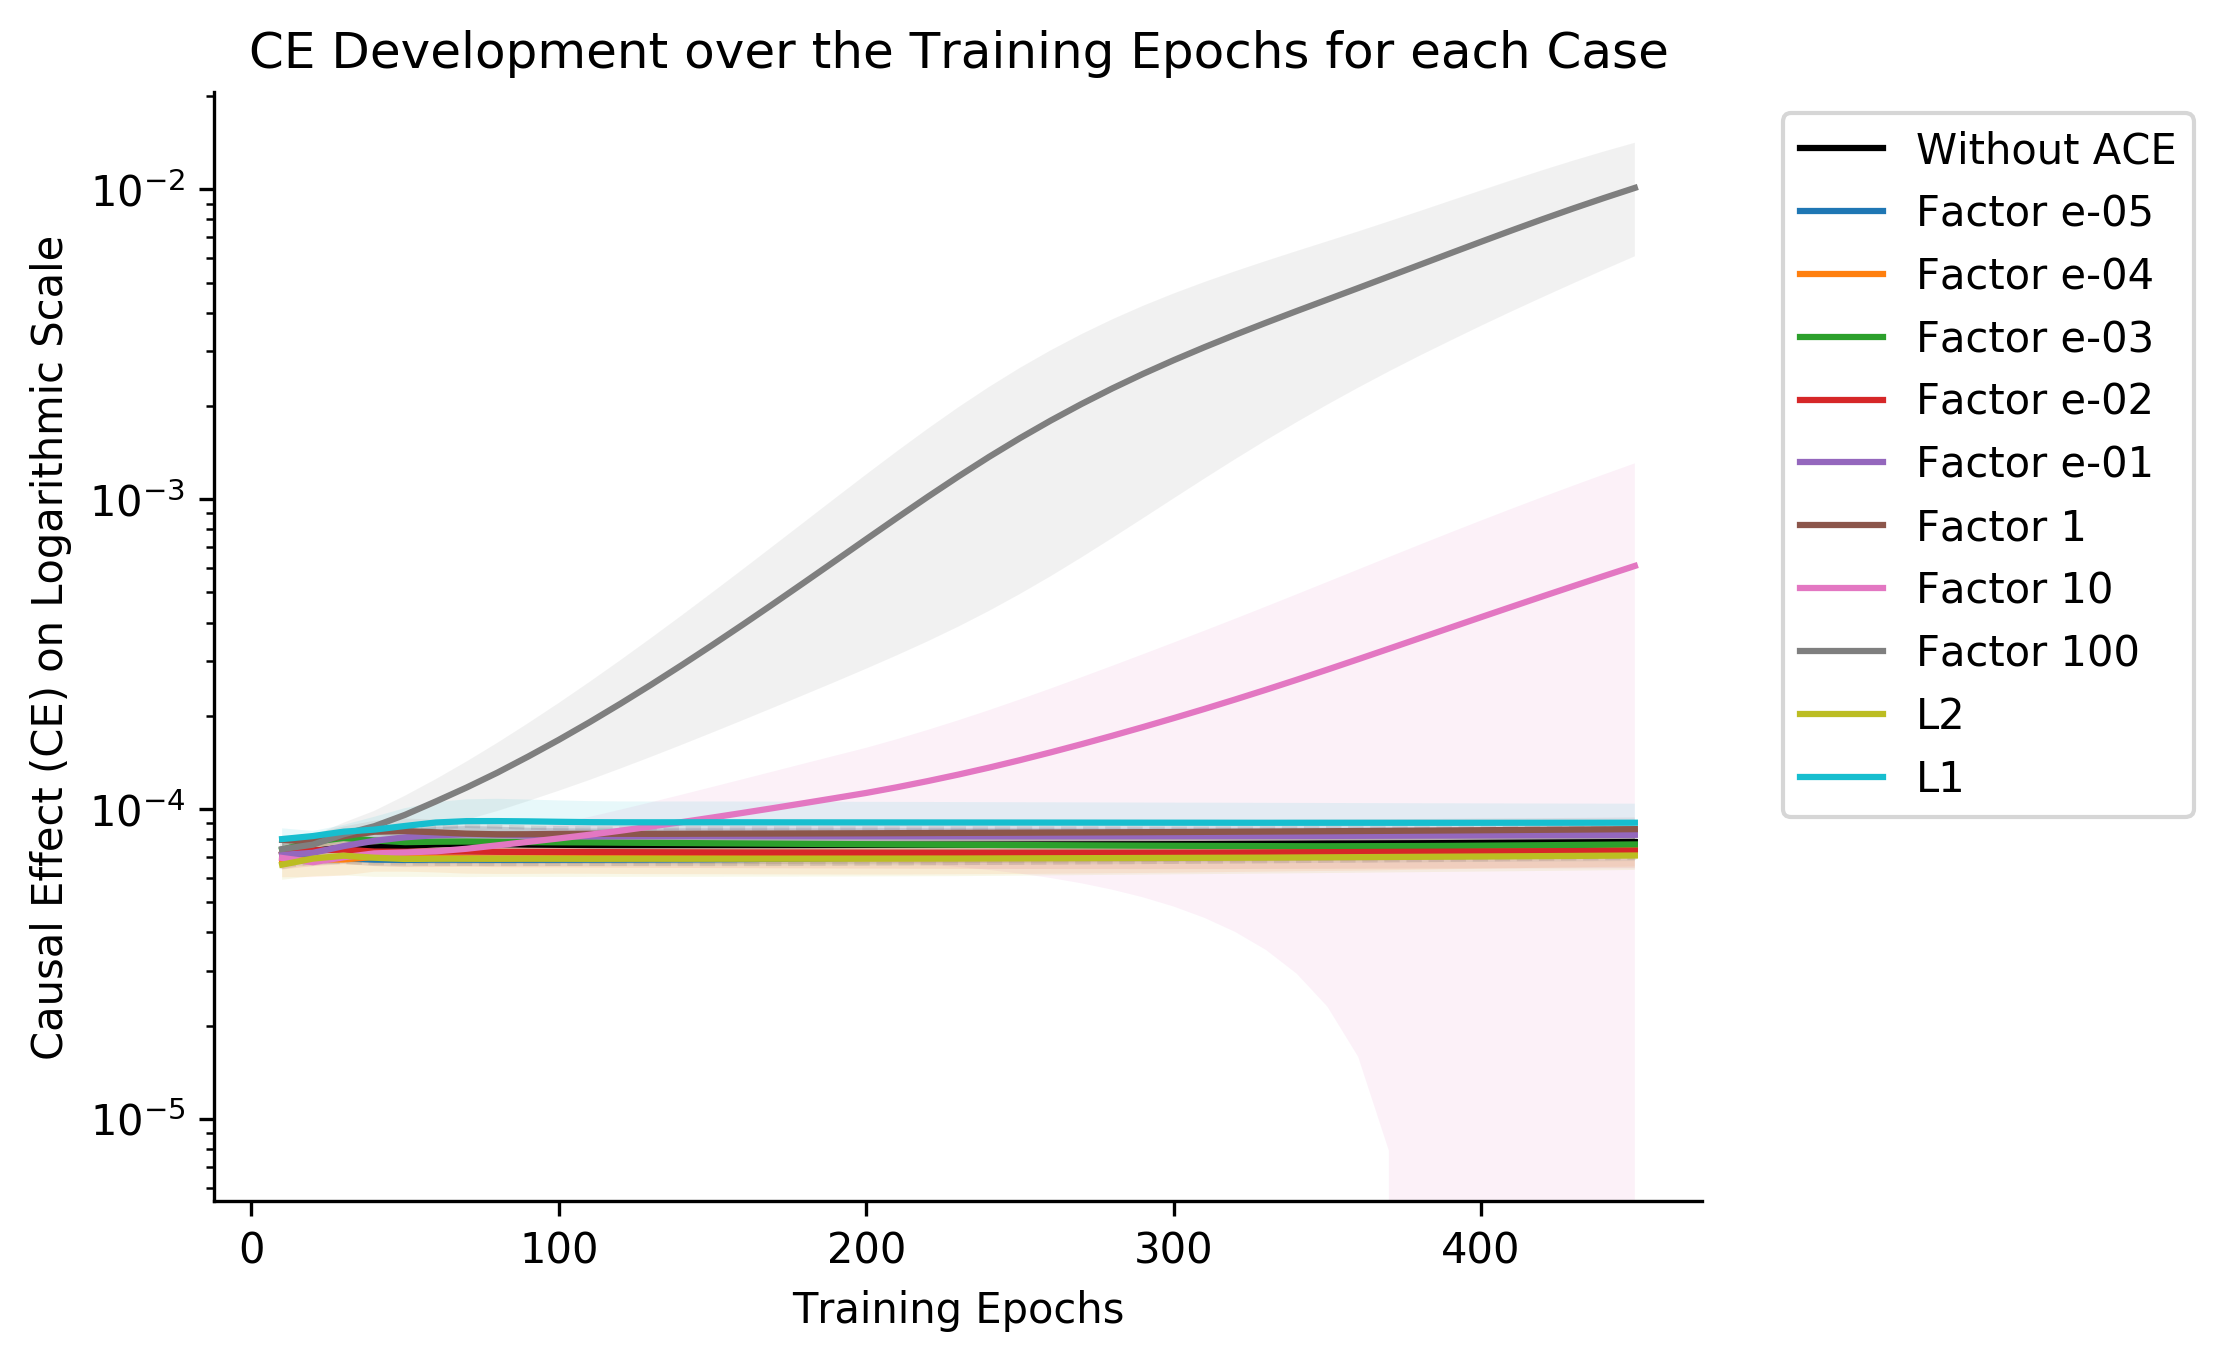 CE Development over the Training Epochs for each Case
Causal Effect (CE) on Logarithmic Scale
10⁻²
10⁻³
10⁻⁴
10⁻⁵
0 100 200 300 400
Training Epochs
Without ACE
Factor e-05
Factor e-04
Factor e-03
Factor e-02
Factor e-01
Factor 1
Factor 10
Factor 100
L2
L1